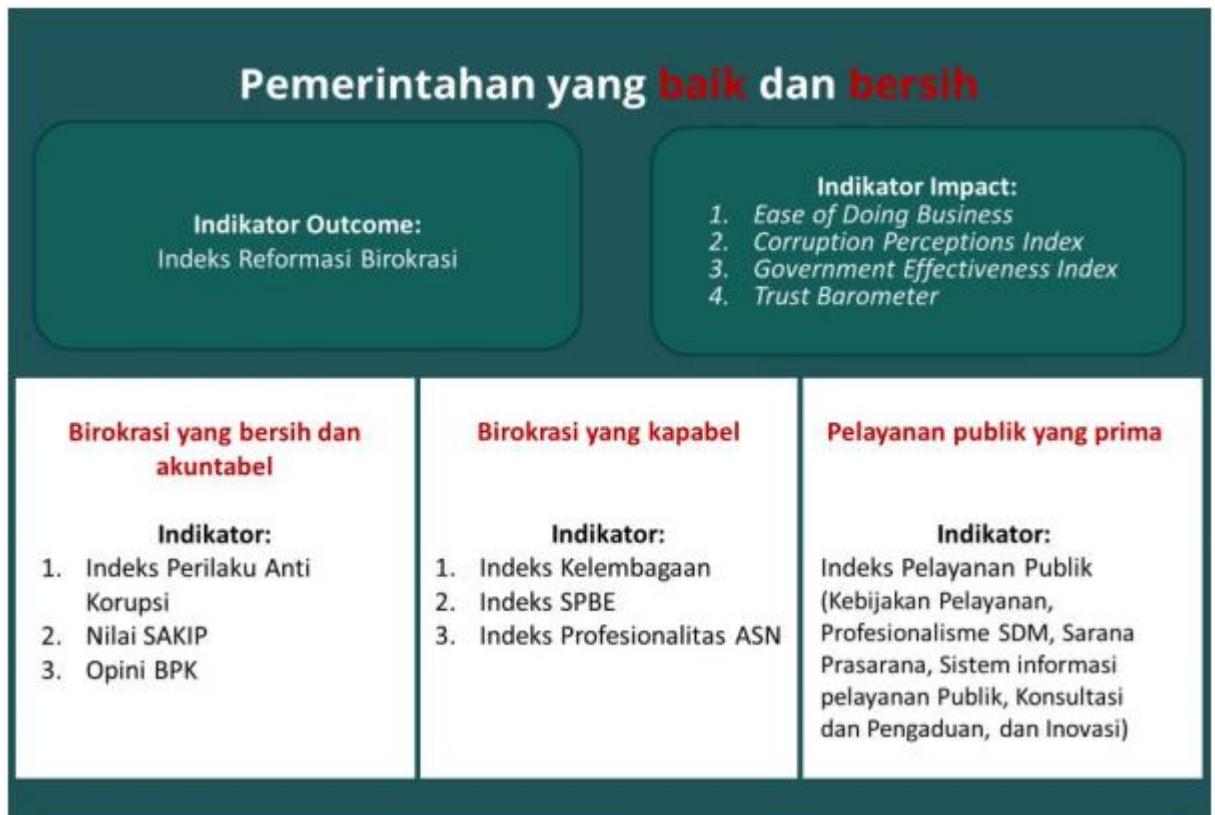 Pemerintahan yang baik dan bersih
Indikator Outcome:
Indeks Reformasi Birokrasi
Indikator Impact:
1. Ease of Doing Business
2. Corruption Perceptions Index
3. Government Effectiveness Index
4. Trust Barometer
Birokrasi yang bersih dan
akuntabel
Indikator:
1. Indeks Perilaku Anti
Korupsi
2. Nilai SAKIP
3. Opini BPK
Birokrasi yang kapabel
Indikator:
1. Indeks Kelembagaan
2. Indeks SPBE
3. Indeks Profesionalitas ASN
Pelayanan publik yang prima
Indikator:
Indeks Pelayanan Publik
(Kebijakan Pelayanan,
Profesionalisme SDM, Sarana
Prasarana, Sistem informasi
pelayanan Publik, Konsultasi
dan Pengaduan, dan Inovasi)